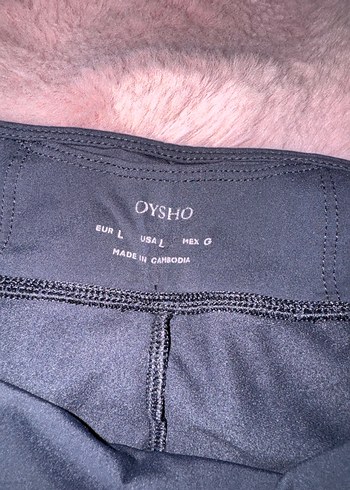 OYSHO
EUR L USA L MEX G
MADE IN CAMBODIA